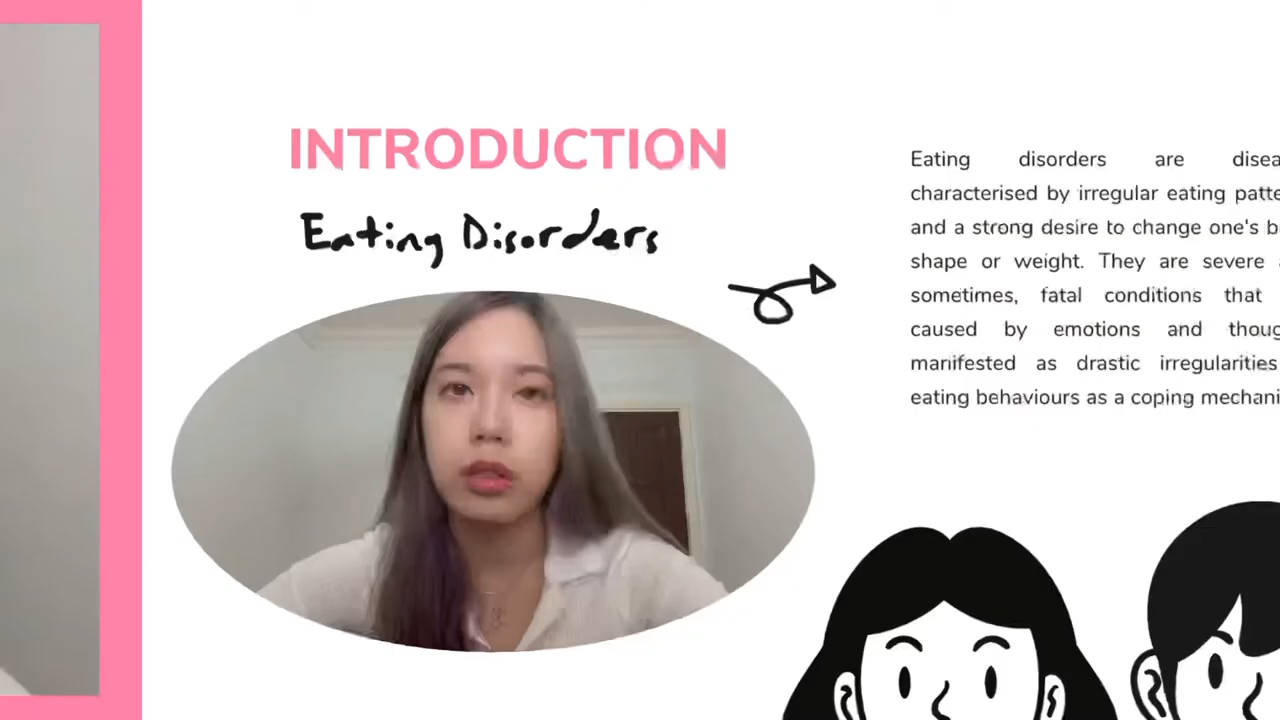 INTRODUCTION
Eating Disorders
Eating disorders are
characterised by irregular eating
and a strong desire to change one's
shape or weight. They are severe
sometimes, fatal conditions that
caused by emotions and
manifested as drastic irregularities
eating behaviours as a coping